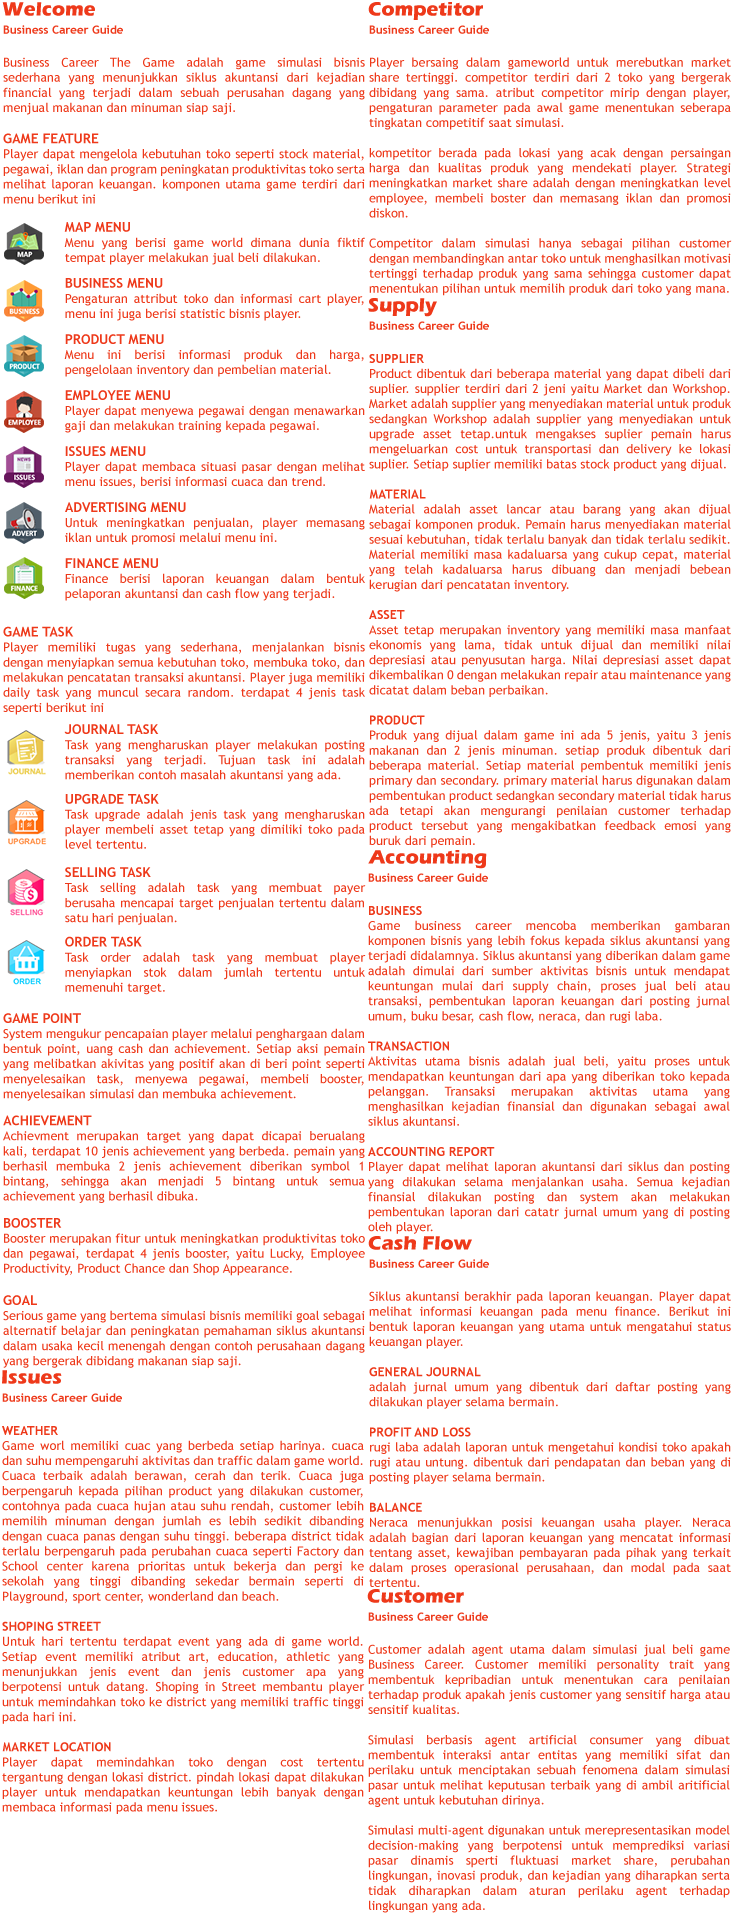 Welcome
Business Career Guide
Business Career The Game adalah game simulasi bisnis
sederhana yang menunjukkan siklus akuntansi dari kejadian
financial yang terjadi dalam sebuah perusahan dagang yang
menjual makanan dan minuman siap saji.
GAME FEATURE
Player dapat mengelola kebutuhan toko seperti stock material,
pegawai, iklan dan program peningkatan produktivitas toko serta
melihat laporan keuangan. komponen utama game terdiri dari
menu berikut ini
MAP
MAP MENU
Menu yang berisi game world dimana dunia fiktif
tempat player melakukan jual beli dilakukan.
BUSINESS
BUSINESS MENU
Pengaturan attribut toko dan informasi cart player,
menu ini juga berisi statistic bisnis player.
PRODUCT
PRODUCT MENU
Menu ini berisi informasi produk dan harga,
pengelolaan inventory dan pembelian material.
EMPLOYEE
EMPLOYEE MENU
Player dapat menyewa pegawai dengan menawarkan
gaji dan melakukan training kepada pegawai.
NEWS
ISSUES
ISSUES MENU
Player dapat membaca situasi pasar dengan melihat
menu issues, berisi informasi cuaca dan trend.
ADVERT
ADVERTISING MENU
Untuk meningkatkan penjualan, player memasang
iklan untuk promosi melalui menu ini.
FINANCE
FINANCE MENU
Finance berisi laporan keuangan dalam bentuk
pelaporan akuntansi dan cash flow yang terjadi.
GAME TASK
Player memiliki tugas yang sederhana, menjalankan bisnis
dengan menyiapkan semua kebutuhan toko, membuka toko, dan
melakukan pencatatan transaksi akuntansi. Player juga memiliki
daily task yang muncul secara random. terdapat 4 jenis task
seperti berikut ini
JOURNAL
JOURNAL TASK
Task yang mengharuskan player melakukan posting
transaksi yang terjadi. Tujuan task ini adalah
memberikan contoh masalah akuntansi yang ada.
UPGRADE
UPGRADE TASK
Task upgrade adalah jenis task yang mengharuskan
player membeli asset tetap yang dimiliki toko pada
level tertentu.
SELLING
SELLING TASK
Task selling adalah task yang membuat payer
berusaha mencapai target penjualan tertentu dalam
satu hari penjualan.
ORDER
ORDER TASK
Task order adalah task yang membuat player
menyiapkan stok dalam jumlah tertentu untuk
memenuhi target.
GAME POINT
System mengukur pencapaian player melalui penghargaan dalam
bentuk point, uang cash dan achievement. Setiap aksi pemain
yang melibatkan akivitas yang positif akan di beri point seperti
menyelesaikan task, menyewa pegawai, membeli booster,
menyelesaikan simulasi dan membuka achievement.
ACHIEVEMENT
Achievment merupakan target yang dapat dicapai berualang
kali, terdapat 10 jenis achievement yang berbeda. pemain yang
berhasil membuka 2 jenis achievement diberikan symbol 1
bintang, sehingga akan menjadi 5 bintang untuk semua
achievement yang berhasil dibuka.
BOOSTER
Booster merupakan fitur untuk meningkatkan produktivitas toko
dan pegawai, terdapat 4 jenis booster, yaitu Lucky, Employee
Productivity, Product Chance dan Shop Appearance.
GOAL
Serious game yang bertema simulasi bisnis memiliki goal sebagai
alternatif belajar dan peningkatan pemahaman siklus akuntansi
dalam usaka kecil menengah dengan contoh perusahaan dagang
yang bergerak dibidang makanan siap saji.
Issues
Business Career Guide
WEATHER
Game worl memiliki cuac yang berbeda setiap harinya. cuaca
dan suhu mempengaruhi aktivitas dan traffic dalam game world.
Cuaca terbaik adalah berawan, cerah dan terik. Cuaca juga
berpengaruh kepada pilihan product yang dilakukan customer,
contohnya pada cuaca hujan atau suhu rendah, customer lebih
memilih minuman dengan jumlah es lebih sedikit dibanding
dengan cuaca panas dengan suhu tinggi. beberapa district tidak
terlalu berpengaruh pada perubahan cuaca seperti Factory dan
School center karena prioritas untuk bekerja dan pergi ke
sekolah yang tinggi dibanding sekedar bermain seperti di
Playground, sport center, wonderland dan beach.
SHOPING STREET
Untuk hari tertentu terdapat event yang ada di game world.
Setiap event memiliki atribut art, education, athletic yang
menunjukkan jenis event dan jenis customer apa yang
berpotensi untuk datang. Shoping in Street membantu player
untuk memindahkan toko ke district yang memiliki traffic tinggi
pada hari ini.
MARKET LOCATION
Player dapat memindahkan toko dengan cost tertentu
tergantung dengan lokasi district. pindah lokasi dapat dilakukan
player untuk mendapatkan keuntungan lebih banyak dengan
membaca informasi pada menu issues.
Competitor
Business Career Guide
Player bersaing dalam gameworld untuk merebutkan market
share tertinggi. competitor terdiri dari 2 toko yang bergerak
dibidang yang sama. atribut competitor mirip dengan player,
pengaturan parameter pada awal game menentukan seberapa
tingkatan competitif saat simulasi.
kompetitor berada pada lokasi yang acak dengan persaingan
harga dan kualitas produk yang mendekati player. Strategi
meningkatkan market share adalah dengan meningkatkan level
employee, membeli boster dan memasang iklan dan promosi
diskon.
Competitor dalam simulasi hanya sebagai pilihan customer
dengan membandingkan antar toko untuk menghasilkan motivasi
tertinggi terhadap produk yang sama sehingga customer dapat
menentukan pilihan untuk memilih produk dari toko yang mana.
Supply
Business Career Guide
SUPPLIER
Product dibentuk dari beberapa material yang dapat dibeli dari
suplier. supplier terdiri dari 2 jeni yaitu Market dan Workshop.
Market adalah supplier yang menyediakan material untuk produk
sedangkan Workshop adalah supplier yang menyediakan untuk
upgrade asset tetap.untuk mengakses suplier pemain harus
mengeluarkan cost untuk transportasi dan delivery ke lokasi
suplier. Setiap suplier memiliki batas stock product yang dijual.
MATERIAL
Material adalah asset lancar atau barang yang akan dijual
sebagai komponen produk. Pemain harus menyediakan material
sesuai kebutuhan, tidak terlalu banyak dan tidak terlalu sedikit.
Material memiliki masa kadaluarsa yang cukup cepat, material
yang telah kadaluarsa harus dibuang dan menjadi bebean
kerugian dari pencatatan inventory.
ASSET
Asset tetap merupakan inventory yang memiliki masa manfaat
ekonomis yang lama, tidak untuk dijual dan memiliki nilai
depresiasi atau penyusutan harga. Nilai depresiasi asset dapat
dikembalikan 0 dengan melakukan repair atau maintenance yang
dicatat dalam beban perbaikan.
PRODUCT
Produk yang dijual dalam game ini ada 5 jenis, yaitu 3 jenis
makanan dan 2 jenis minuman. setiap produk dibentuk dari
beberapa material. Setiap material pembentuk memiliki jenis
primary dan secondary. primary material harus digunakan dalam
pembentukan product sedangkan secondary material tidak harus
ada tetapi akan mengurangi penilaian customer terhadap
product tersebut yang mengakibatkan feedback emosi yang
buruk dari pemain.
Accounting
Business Career Guide
BUSINESS
Game business career mencoba memberikan gambaran
komponen bisnis yang lebih fokus kepada siklus akuntansi yang
terjadi didalamnya. Siklus akuntansi yang diberikan dalam game
adalah dimulai dari sumber aktivitas bisnis untuk mendapat
keuntungan mulai dari supply chain, proses jual beli atau
transaksi, pembentukan laporan keuangan dari posting jurnal
umum, buku besar, cash flow, neraca, dan rugi laba.
TRANSACTION
Aktivitas utama bisnis adalah jual beli, yaitu proses untuk
mendapatkan keuntungan dari apa yang diberikan toko kepada
pelanggan. Transaksi merupakan aktivitas utama yang
menghasilkan kejadian finansial dan digunakan sebagai awal
siklus akuntansi.
ACCOUNTING REPORT
Player dapat melihat laporan akuntansi dari siklus dan posting
yang dilakukan selama menjalankan usaha. Semua kejadian
finansial dilakukan posting dan system akan melakukan
pembentukan laporan dari catatr jurnal umum yang di posting
oleh player.
Cash Flow
Business Career Guide
Siklus akuntansi berakhir pada laporan keuangan. Player dapat
melihat informasi keuangan pada menu finance. Berikut ini
bentuk laporan keuangan yang utama untuk mengatahui status
keuangan player.
GENERAL JOURNAL
adalah jurnal umum yang dibentuk dari daftar posting yang
dilakukan player selama bermain.
PROFIT AND LOSS
rugi laba adalah laporan untuk mengetahui kondisi toko apakah
rugi atau untung. dibentuk dari pendapatan dan beban yang di
posting player selama bermain.
BALANCE
Neraca menunjukkan posisi keuangan usaha player. Neraca
adalah bagian dari laporan keuangan yang mencatat informasi
tentang asset, kewajiban pembayaran pada pihak yang terkait
dalam proses operasional perusahaan, dan modal pada saat
tertentu.
Customer
Business Career Guide
Customer adalah agent utama dalam simulasi jual beli game
Business Career. Customer memiliki personality trait yang
membentuk kepribadian untuk menentukan cara penilaian
terhadap produk apakah jenis customer yang sensitif harga atau
sensitif kualitas.
Simulasi berbasis agent artificial consumer yang dibuat
membentuk interaksi antar entitas yang memiliki sifat dan
perilaku untuk menciptakan sebuah fenomena dalam simulasi
pasar untuk melihat keputusan terbaik yang di ambil aritificial
agent untuk kebutuhan dirinya.
Simulasi multi-agent digunakan untuk merepresentasikan model
decision-making yang berpotensi untuk memprediksi variasi
pasar dinamis sperti fluktuasi market share, perubahan
lingkungan, inovasi produk, dan kejadian yang diharapkan serta
tidak diharapkan dalam aturan perilaku agent terhadap
lingkungan yang ada.